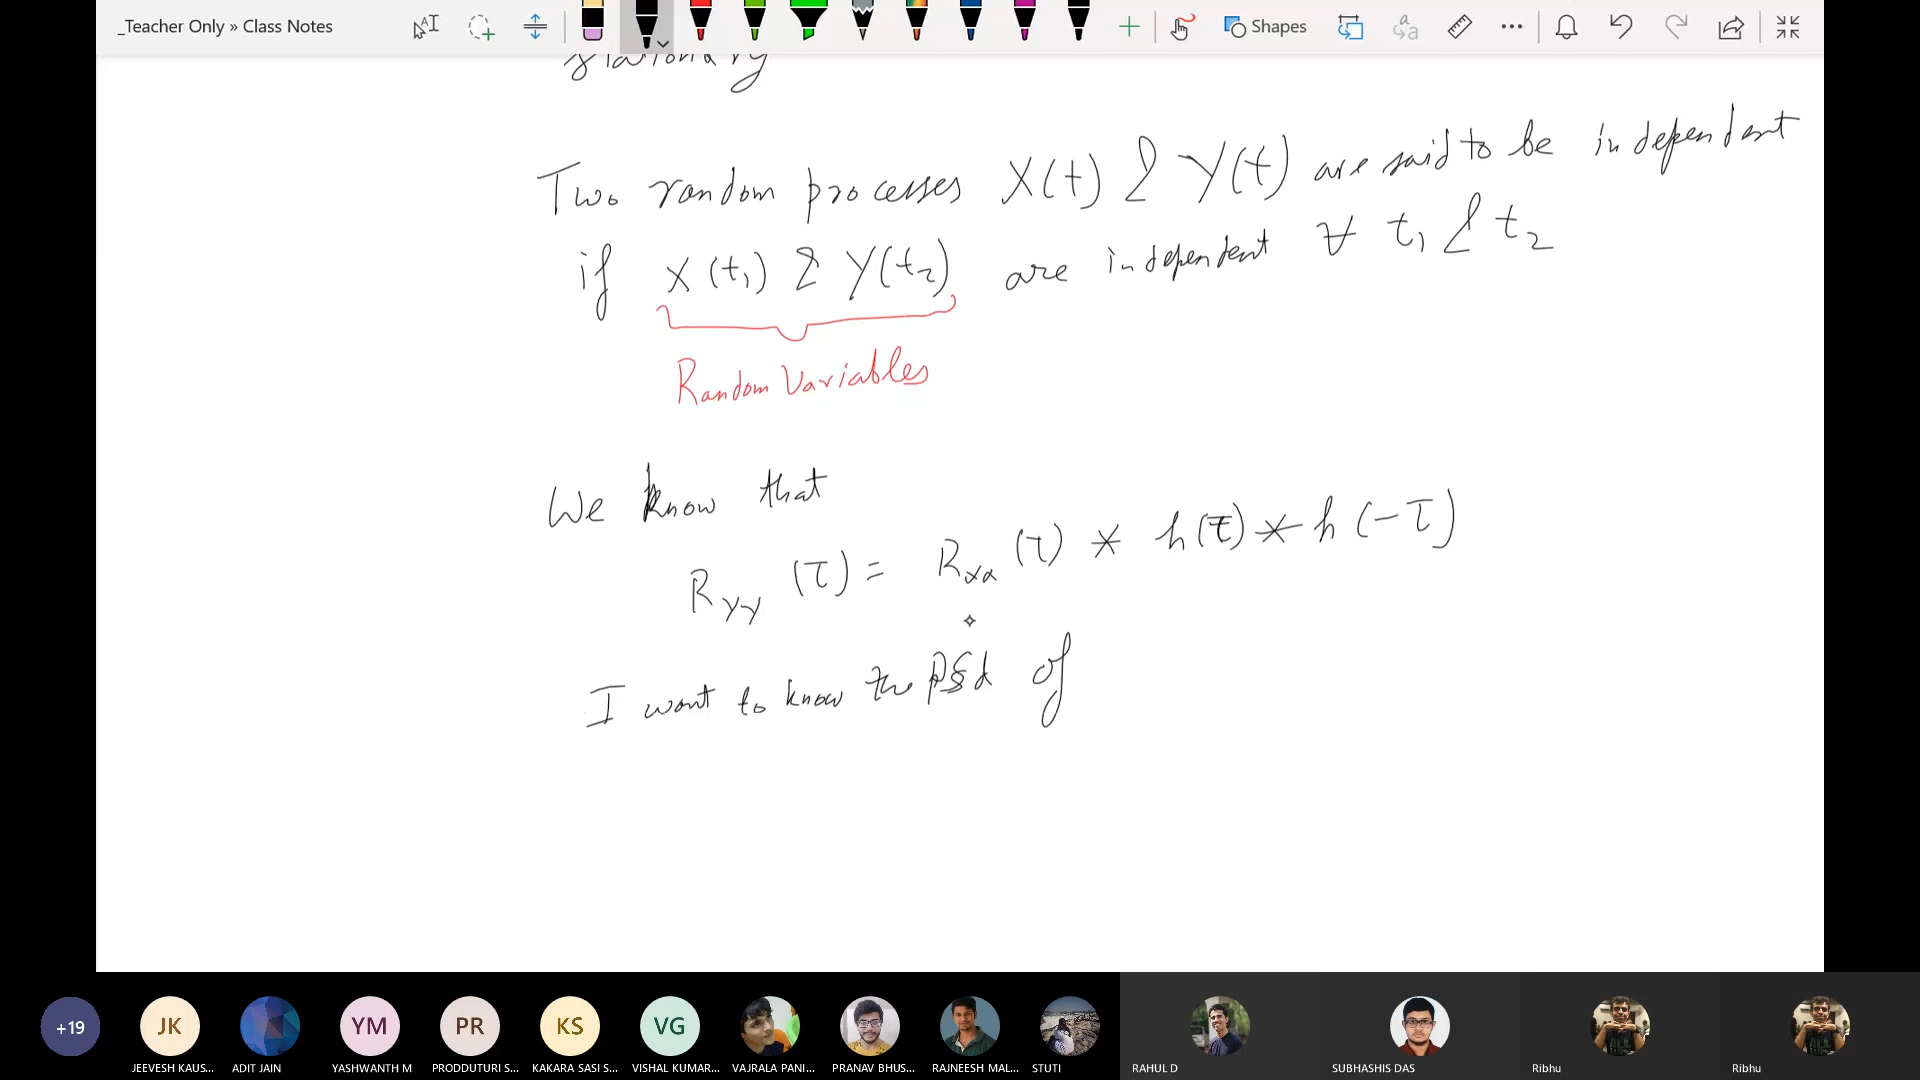 _Teacher Only » Class Notes
Shapes
stationary
Two random processes X(t) & Y(t) are said to be independent
if X(t₁) & Y(t₂) are independent ∀ t₁ & t₂
Random Variables
We know that
R_YY (τ) = R_XX (τ) * h(τ) * h(-τ)
I want to know the PSd of
+19
JK
YM
PR
KS
VG
JEEVESH KAUS...
ADIT JAIN
YASHWANTH M
PRODDUTURI S...
KAKARA SASI S...
VISHAL KUMAR...
VAJRALA PANI...
PRANAV BHUS...
RAJNEESH MAL...
STUTI
RAHUL D
SUBHASHIS DAS
Ribhu
Ribhu